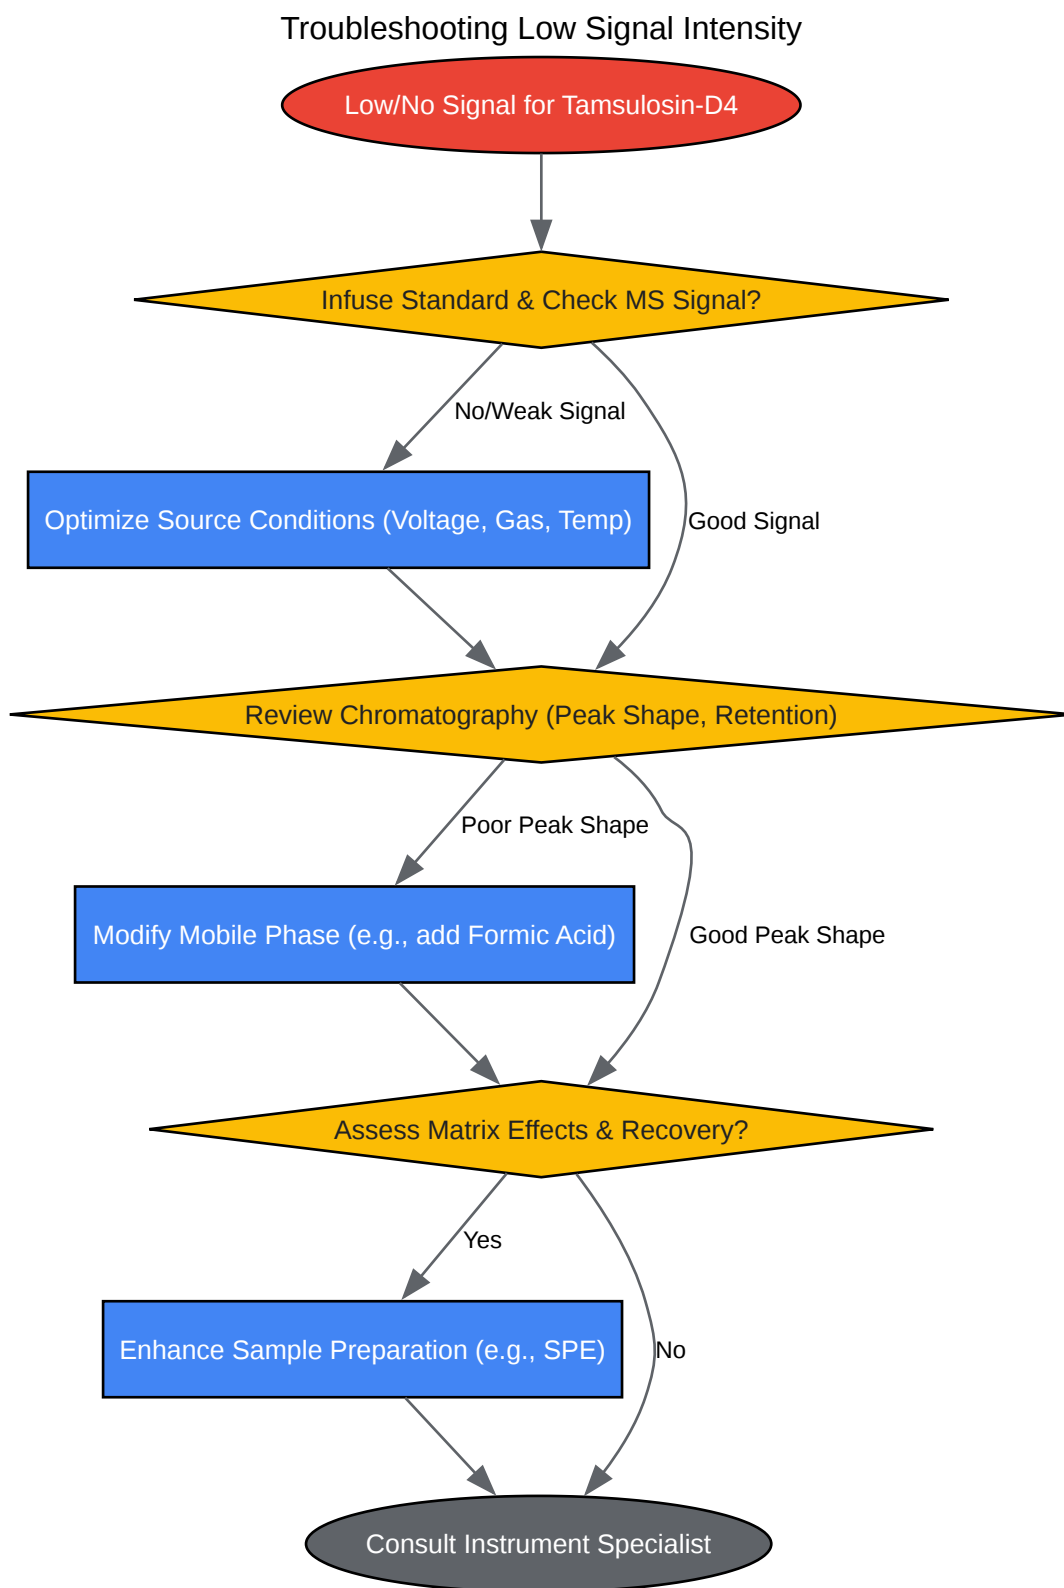 Troubleshooting Low Signal Intensity
Low/No Signal for Tamsulosin-D4
Infuse Standard & Check MS Signal?
No/Weak Signal
Optimize Source Conditions (Voltage, Gas, Temp)
Good Signal
Review Chromatography (Peak Shape, Retention)
Poor Peak Shape
Modify Mobile Phase (e.g., add Formic Acid)
Good Peak Shape
Assess Matrix Effects & Recovery?
Yes
Enhance Sample Preparation (e.g., SPE)
No
Consult Instrument Specialist